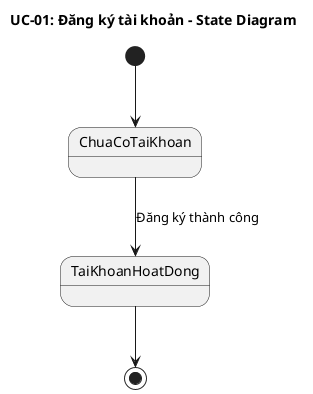 UC-01: Đăng ký tài khoản - State Diagram
ChuaCoTaiKhoan
Đăng ký thành công
TaiKhoanHoatDong